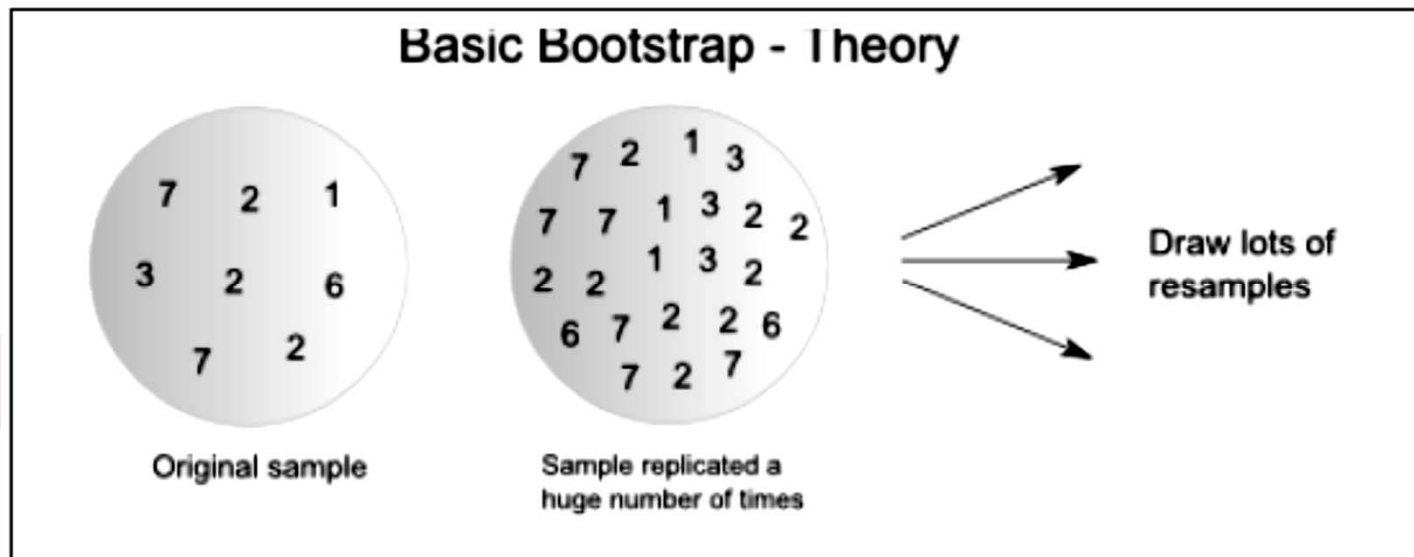 Basic Bootstrap - Theory
7 2 1
3 2 6
7 2
7 2 1 3
7 7 1 3 2 2
2 2 1 3 2
6 7 2 2 6
7 2 7
Draw lots of
resamples
Original sample
Sample replicated a
huge number of times